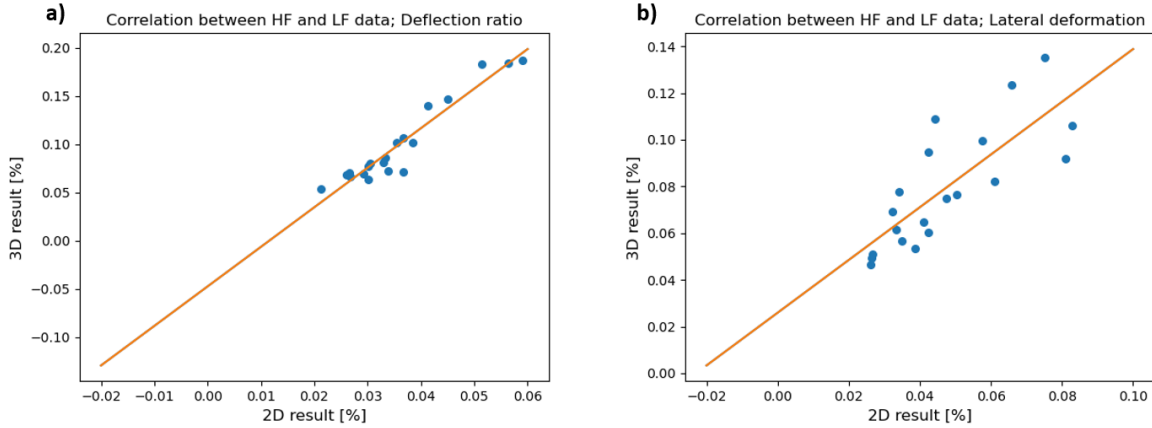 a)
Correlation between HF and LF data; Deflection ratio
0.20
0.15
0.10
0.05
0.00
−0.05
−0.10
3D result [%]
−0.02 −0.01 0.00 0.01 0.02 0.03 0.04 0.05 0.06
2D result [%]
b)
Correlation between HF and LF data; Lateral deformation
0.14
0.12
0.10
0.08
0.06
0.04
0.02
0.00
3D result [%]
−0.02 0.00 0.02 0.04 0.06 0.08 0.10
2D result [%]